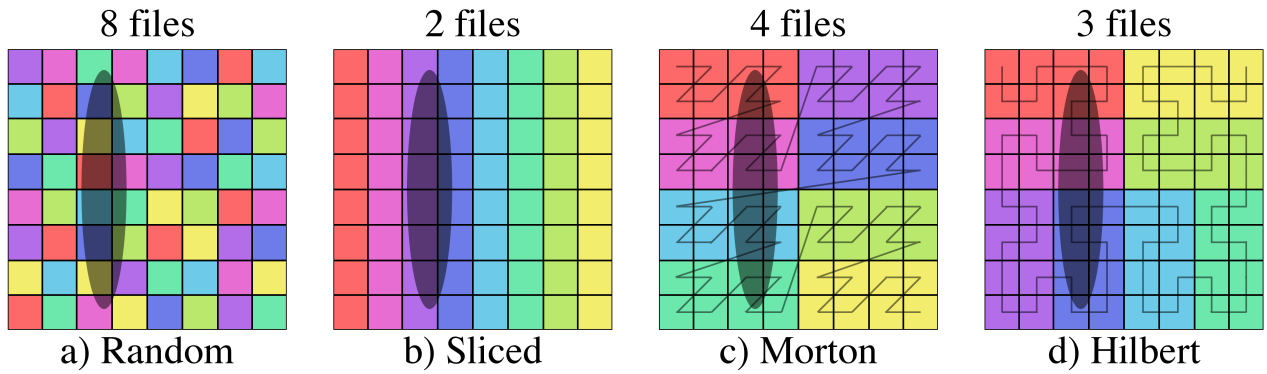 8 files
2 files
4 files
3 files
a) Random
b) Sliced
c) Morton
d) Hilbert